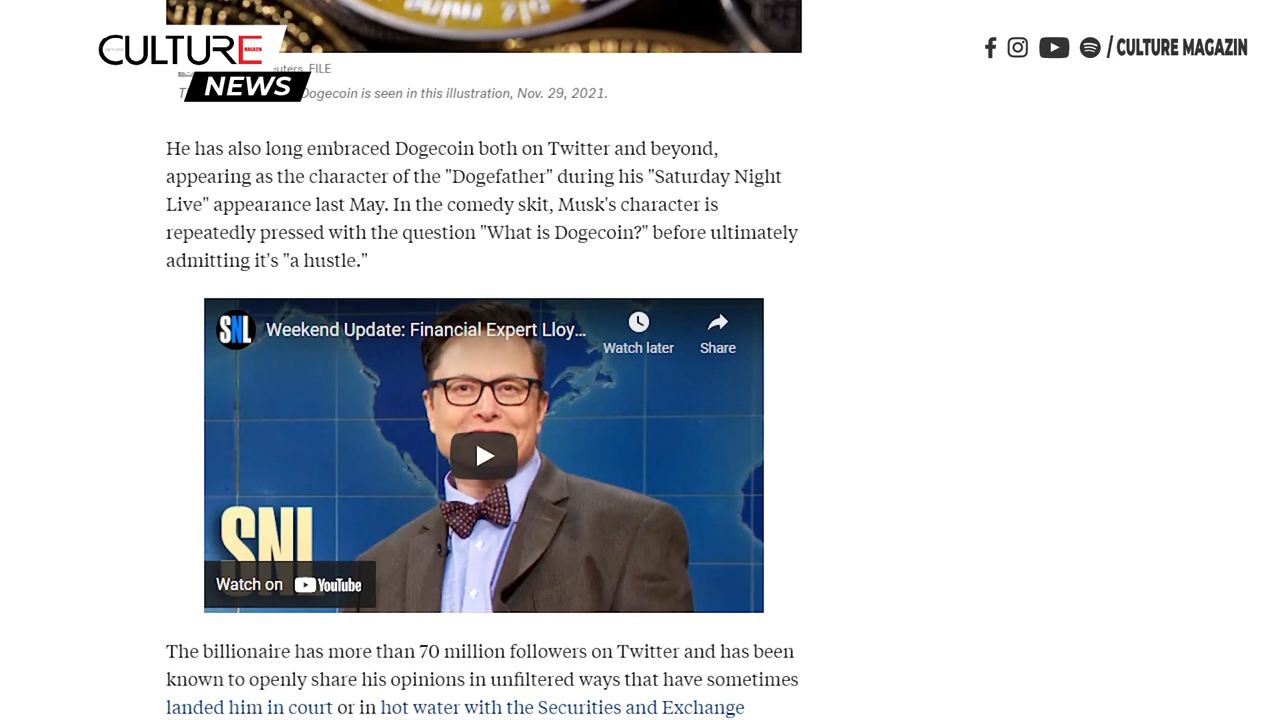 CULTURE MAGAZIN
NEWS
/ CULTURE MAGAZIN
FILE
Dogecoin is seen in this illustration, Nov. 29, 2021.
He has also long embraced Dogecoin both on Twitter and beyond,
appearing as the character of the "Dogefather" during his "Saturday Night
Live" appearance last May. In the comedy skit, Musk's character is
repeatedly pressed with the question "What is Dogecoin?" before ultimately
admitting it's "a hustle."
SNL
Weekend Update: Financial Expert Lloy...
Watch later
Share
SNL
Watch on YouTube
The billionaire has more than 70 million followers on Twitter and has been
known to openly share his opinions in unfiltered ways that have sometimes
landed him in court or in hot water with the Securities and Exchange